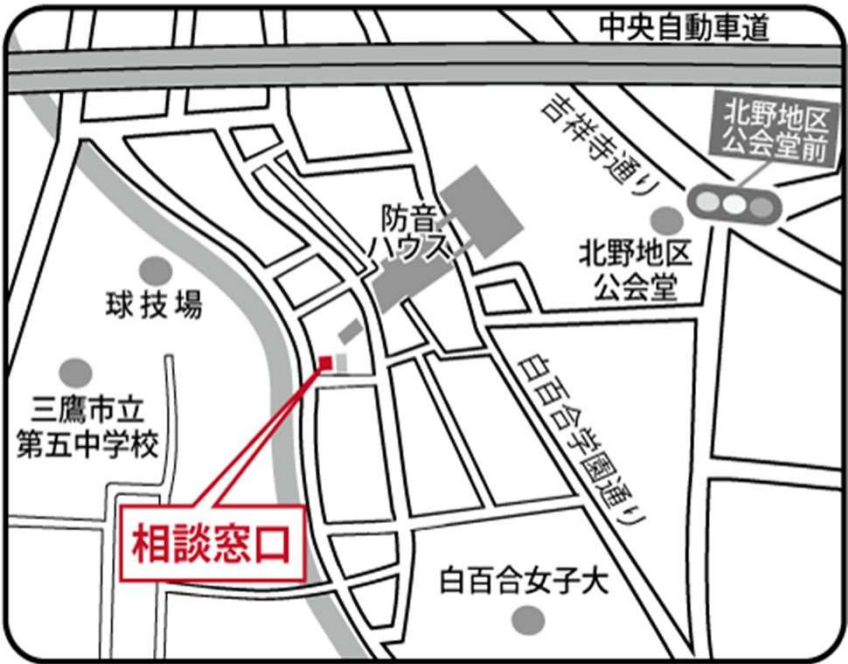 中央自動車道
吉祥寺通り
北野地区
公会堂前
防音
ハウス
北野地区
公会堂
球技場
三鷹市立
第五中学校
白百合学園通り
相談窓口
白百合女子大